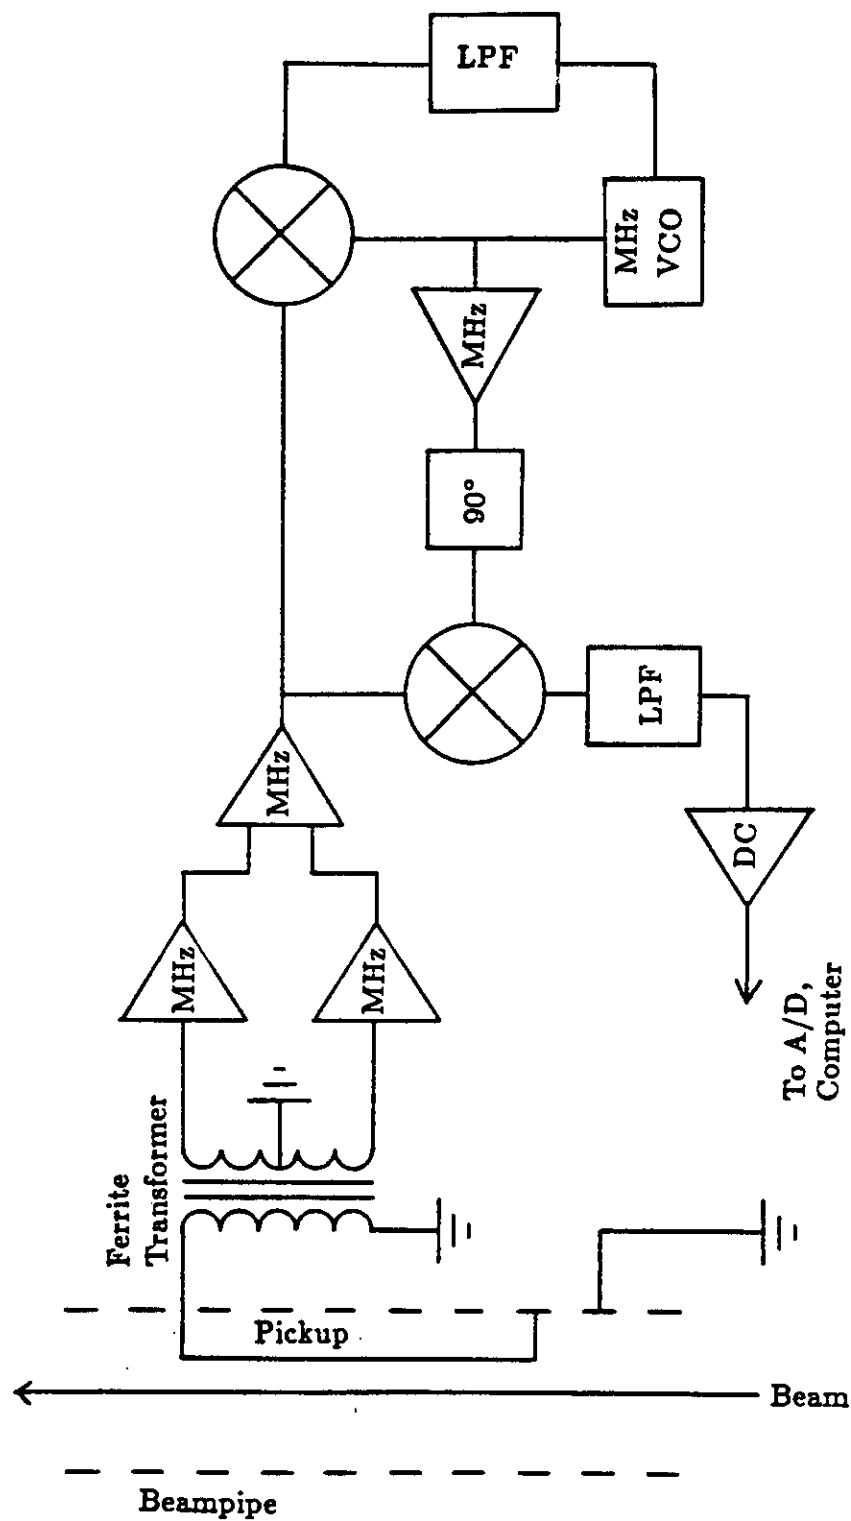 LPF
MHz
VCO
MHz
90°
LPF
MHz
DC
MHz
MHz
To A/D,
Computer
Ferrite
Transformer
Pickup
Beam
Beampipe